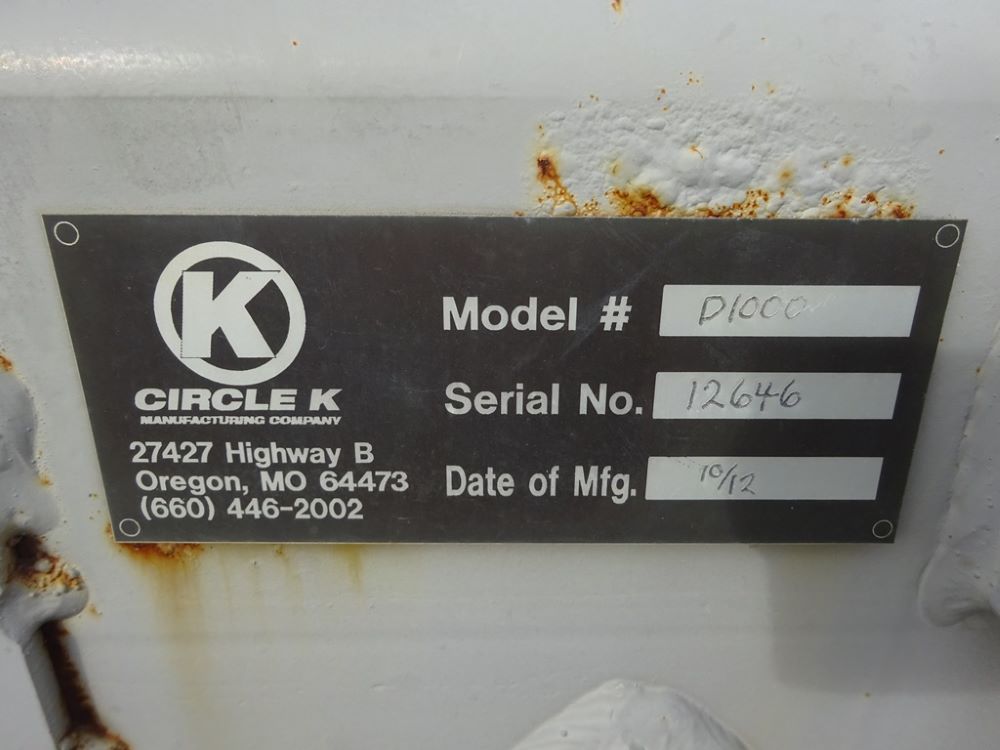 K
CIRCLE K
MANUFACTURING COMPANY
27427 Highway B
Oregon, MO 64473
(660) 446-2002
Model # D1000
Serial No. 12646
Date of Mfg. 10/12